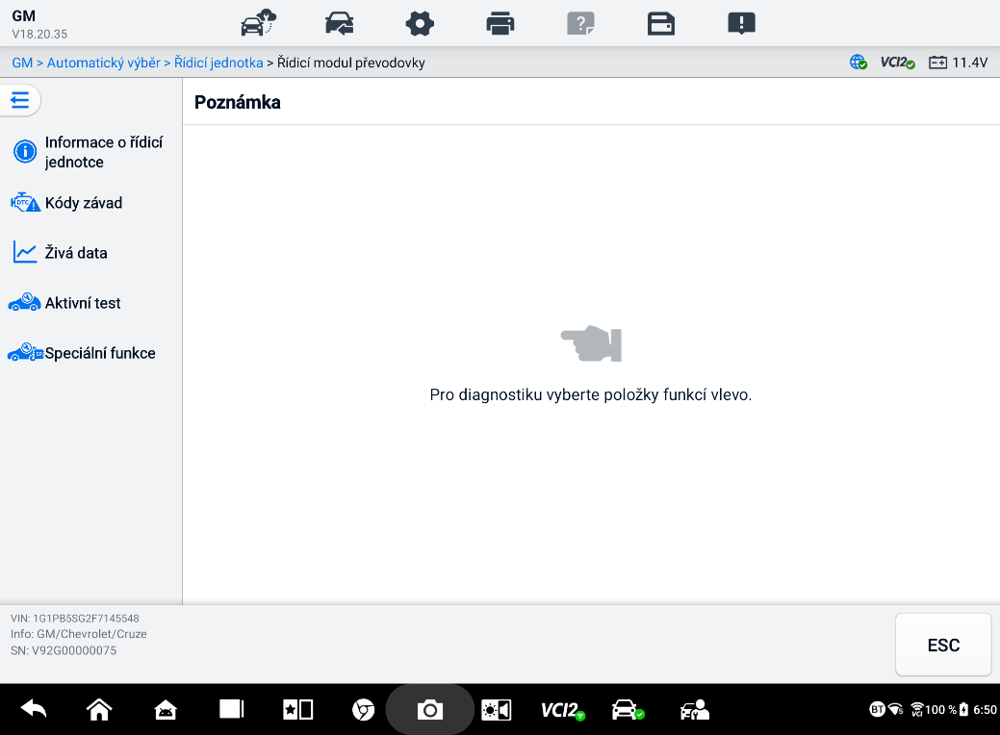 GM
V18.20.35
?
GM > Automatický výběr > Řídicí jednotka > Řídicí modul převodovky
VCI2
11.4V
Poznámka
Informace o řídicí
jednotce
DTC
Kódy závad
Živá data
Aktivní test
Speciální funkce
Pro diagnostiku vyberte položky funkcí vlevo.
VIN: 1G1PB5SG2F7145548
Info: GM/Chevrolet/Cruze
SN: V92G00000075
ESC
VCI2
BT
5
VCI
100 %
6:50